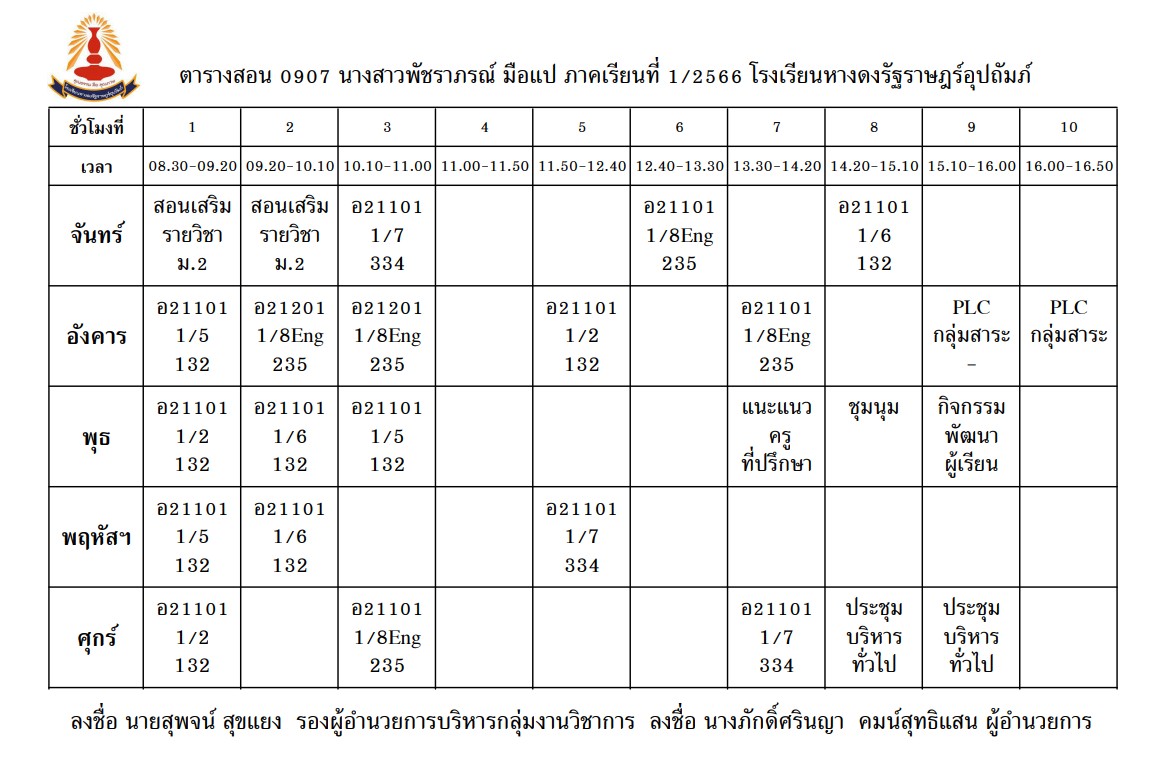 ตารางสอน 0907 นางสาวพัชราภรณ์ มือแป ภาคเรียนที่ 1/2566 โรงเรียนหางดงรัฐราษฎร์อุปถัมภ์
ชั่วโมงที่ 1 2 3 4 5 6 7 8 9 10
เวลา 08.30-09.20 09.20-10.10 10.10-11.00 11.00-11.50 11.50-12.40 12.40-13.30 13.30-14.20 14.20-15.10 15.10-16.00 16.00-16.50
สอนเสริม สอนเสริม อ21101 อ21101 อ21101
จันทร์ รายวิชา รายวิชา 1/7 1/8Eng 1/6
ม.2 ม.2 334 235 132
อ21101 อ21201 อ21201 อ21101 อ21101 PLC PLC
อังคาร 1/5 1/8Eng 1/8Eng 1/2 1/8Eng กลุ่มสาระ กลุ่มสาระ
132 235 235 132 235 -
อ21101 อ21101 อ21101 แนะแนว ชุมนุม กิจกรรม
พุธ 1/2 1/6 1/5 ครู พัฒนา
132 132 132 ที่ปรึกษา ผู้เรียน
อ21101 อ21101 อ21101
พฤหัสฯ 1/5 1/6 1/7
132 132 334
อ21101 อ21101 อ21101 ประชุม ประชุม
ศุกร์ 1/2 1/8Eng 1/7 บริหาร บริหาร
132 235 334 ทั่วไป ทั่วไป
ลงชื่อ นายสุพจน์ สุขแยง รองผู้อำนวยการบริหารกลุ่มงานวิชาการ ลงชื่อ นางภักดิ์ศรินญา คมน์สุทธิแสน ผู้อำนวยการ